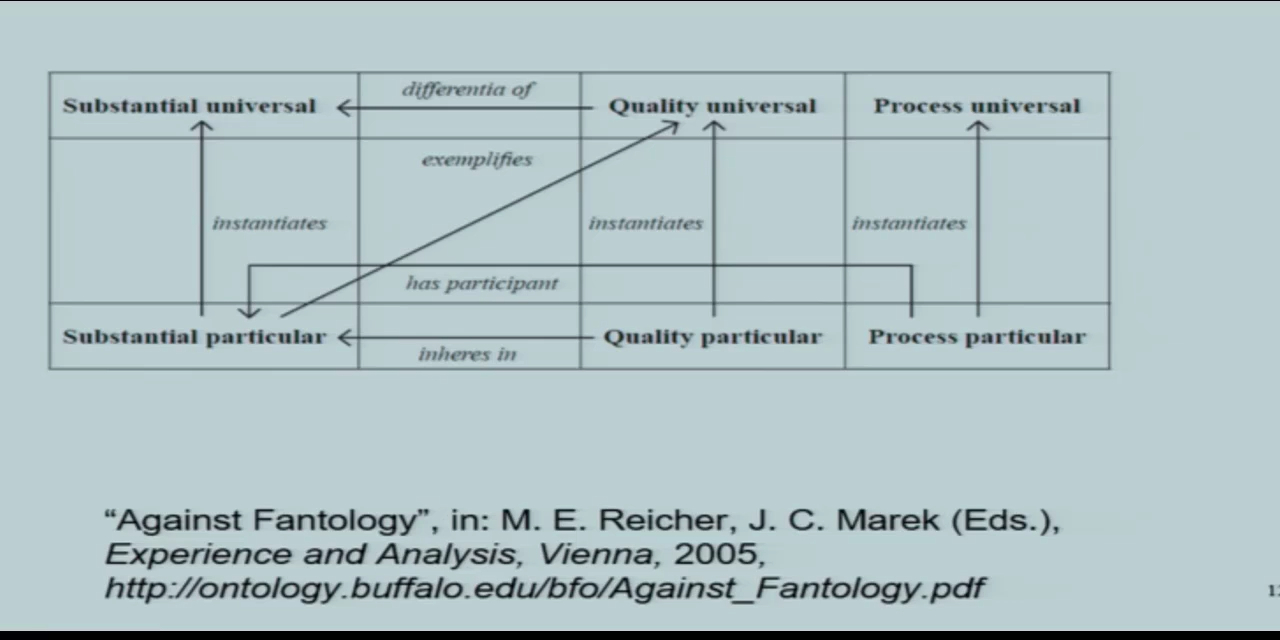 differentia of
Substantial universal Quality universal Process universal
exemplifies
instantiates instantiates instantiates
has participant
Substantial particular Quality particular Process particular
inheres in
“Against Fantology”, in: M. E. Reicher, J. C. Marek (Eds.),
Experience and Analysis, Vienna, 2005,
http://ontology.buffalo.edu/bfo/Against_Fantology.pdf